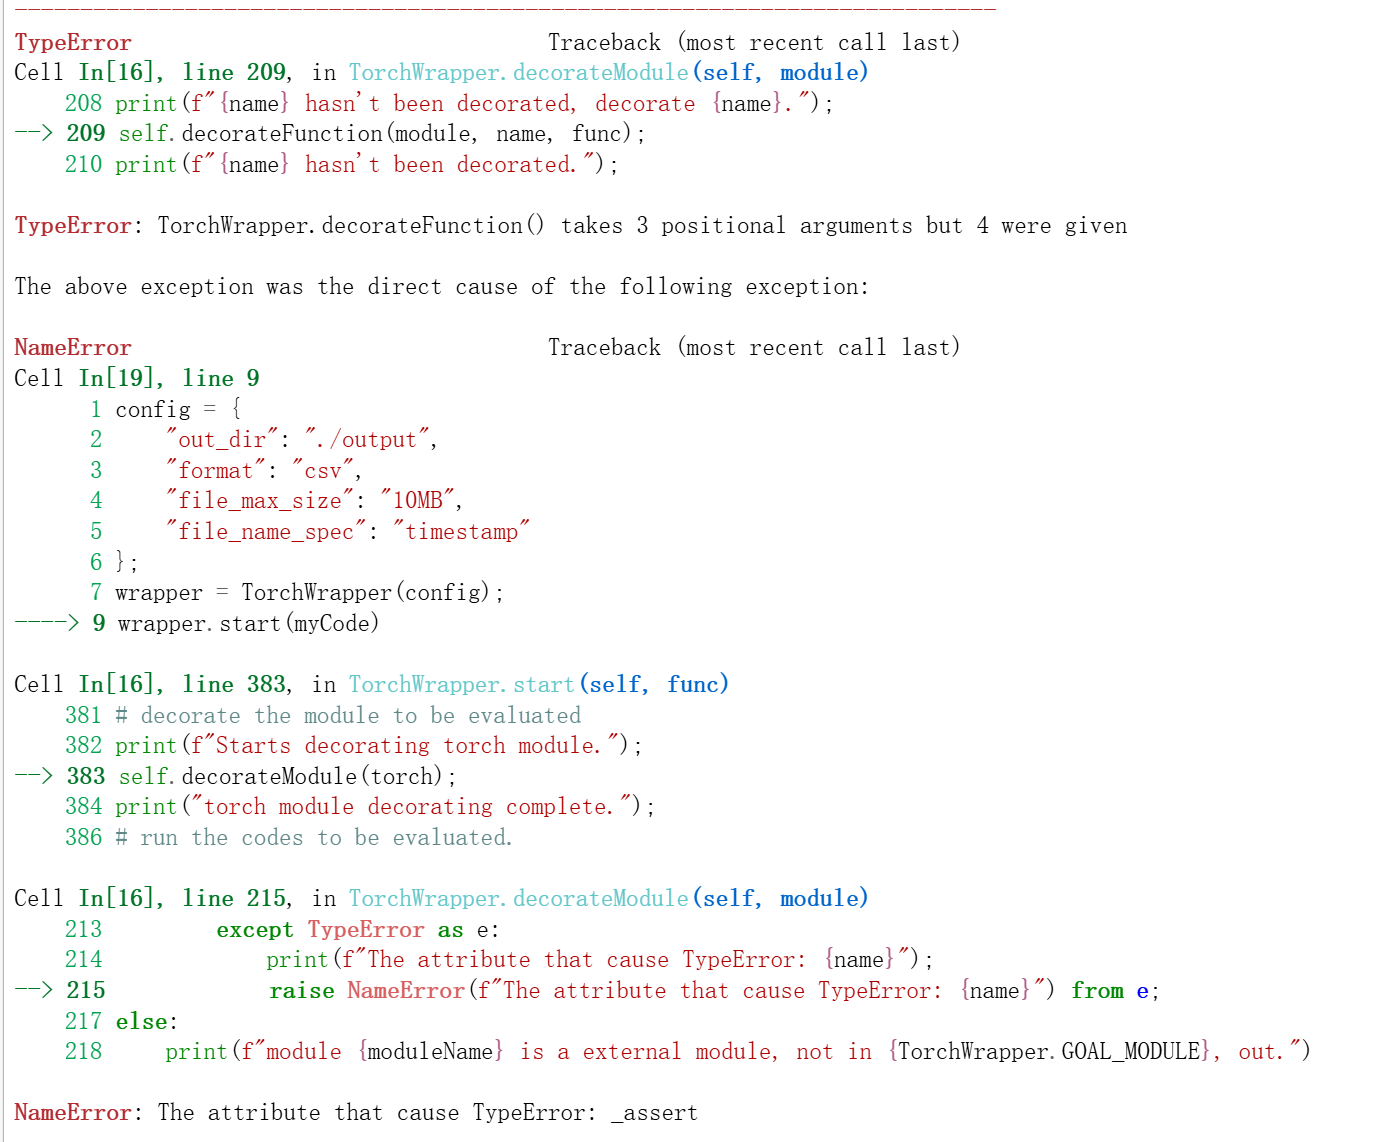 ---------------------------------------------------------------------------
TypeError                                 Traceback (most recent call last)
Cell In[16], line 209, in TorchWrapper.decorateModule(self, module)
    208 print(f"{name} hasn't been decorated, decorate {name}.");
--> 209 self.decorateFunction(module, name, func);
    210 print(f"{name} hasn't been decorated.");

TypeError: TorchWrapper.decorateFunction() takes 3 positional arguments but 4 were given

The above exception was the direct cause of the following exception:

NameError                                 Traceback (most recent call last)
Cell In[19], line 9
      1 config = {
      2     "out_dir": "./output",
      3     "format": "csv",
      4     "file_max_size": "10MB",
      5     "file_name_spec": "timestamp"
      6 };
      7 wrapper = TorchWrapper(config);
----> 9 wrapper.start(myCode)

Cell In[16], line 383, in TorchWrapper.start(self, func)
    381 # decorate the module to be evaluated
    382 print(f"Starts decorating torch module.");
--> 383 self.decorateModule(torch);
    384 print("torch module decorating complete.");
    386 # run the codes to be evaluated.

Cell In[16], line 215, in TorchWrapper.decorateModule(self, module)
    213         except TypeError as e:
    214             print(f"The attribute that cause TypeError: {name}");
--> 215             raise NameError(f"The attribute that cause TypeError: {name}") from e;
    217 else:
    218     print(f"module {moduleName} is a external module, not in {TorchWrapper.GOAL_MODULE}, out.")

NameError: The attribute that cause TypeError: _assert